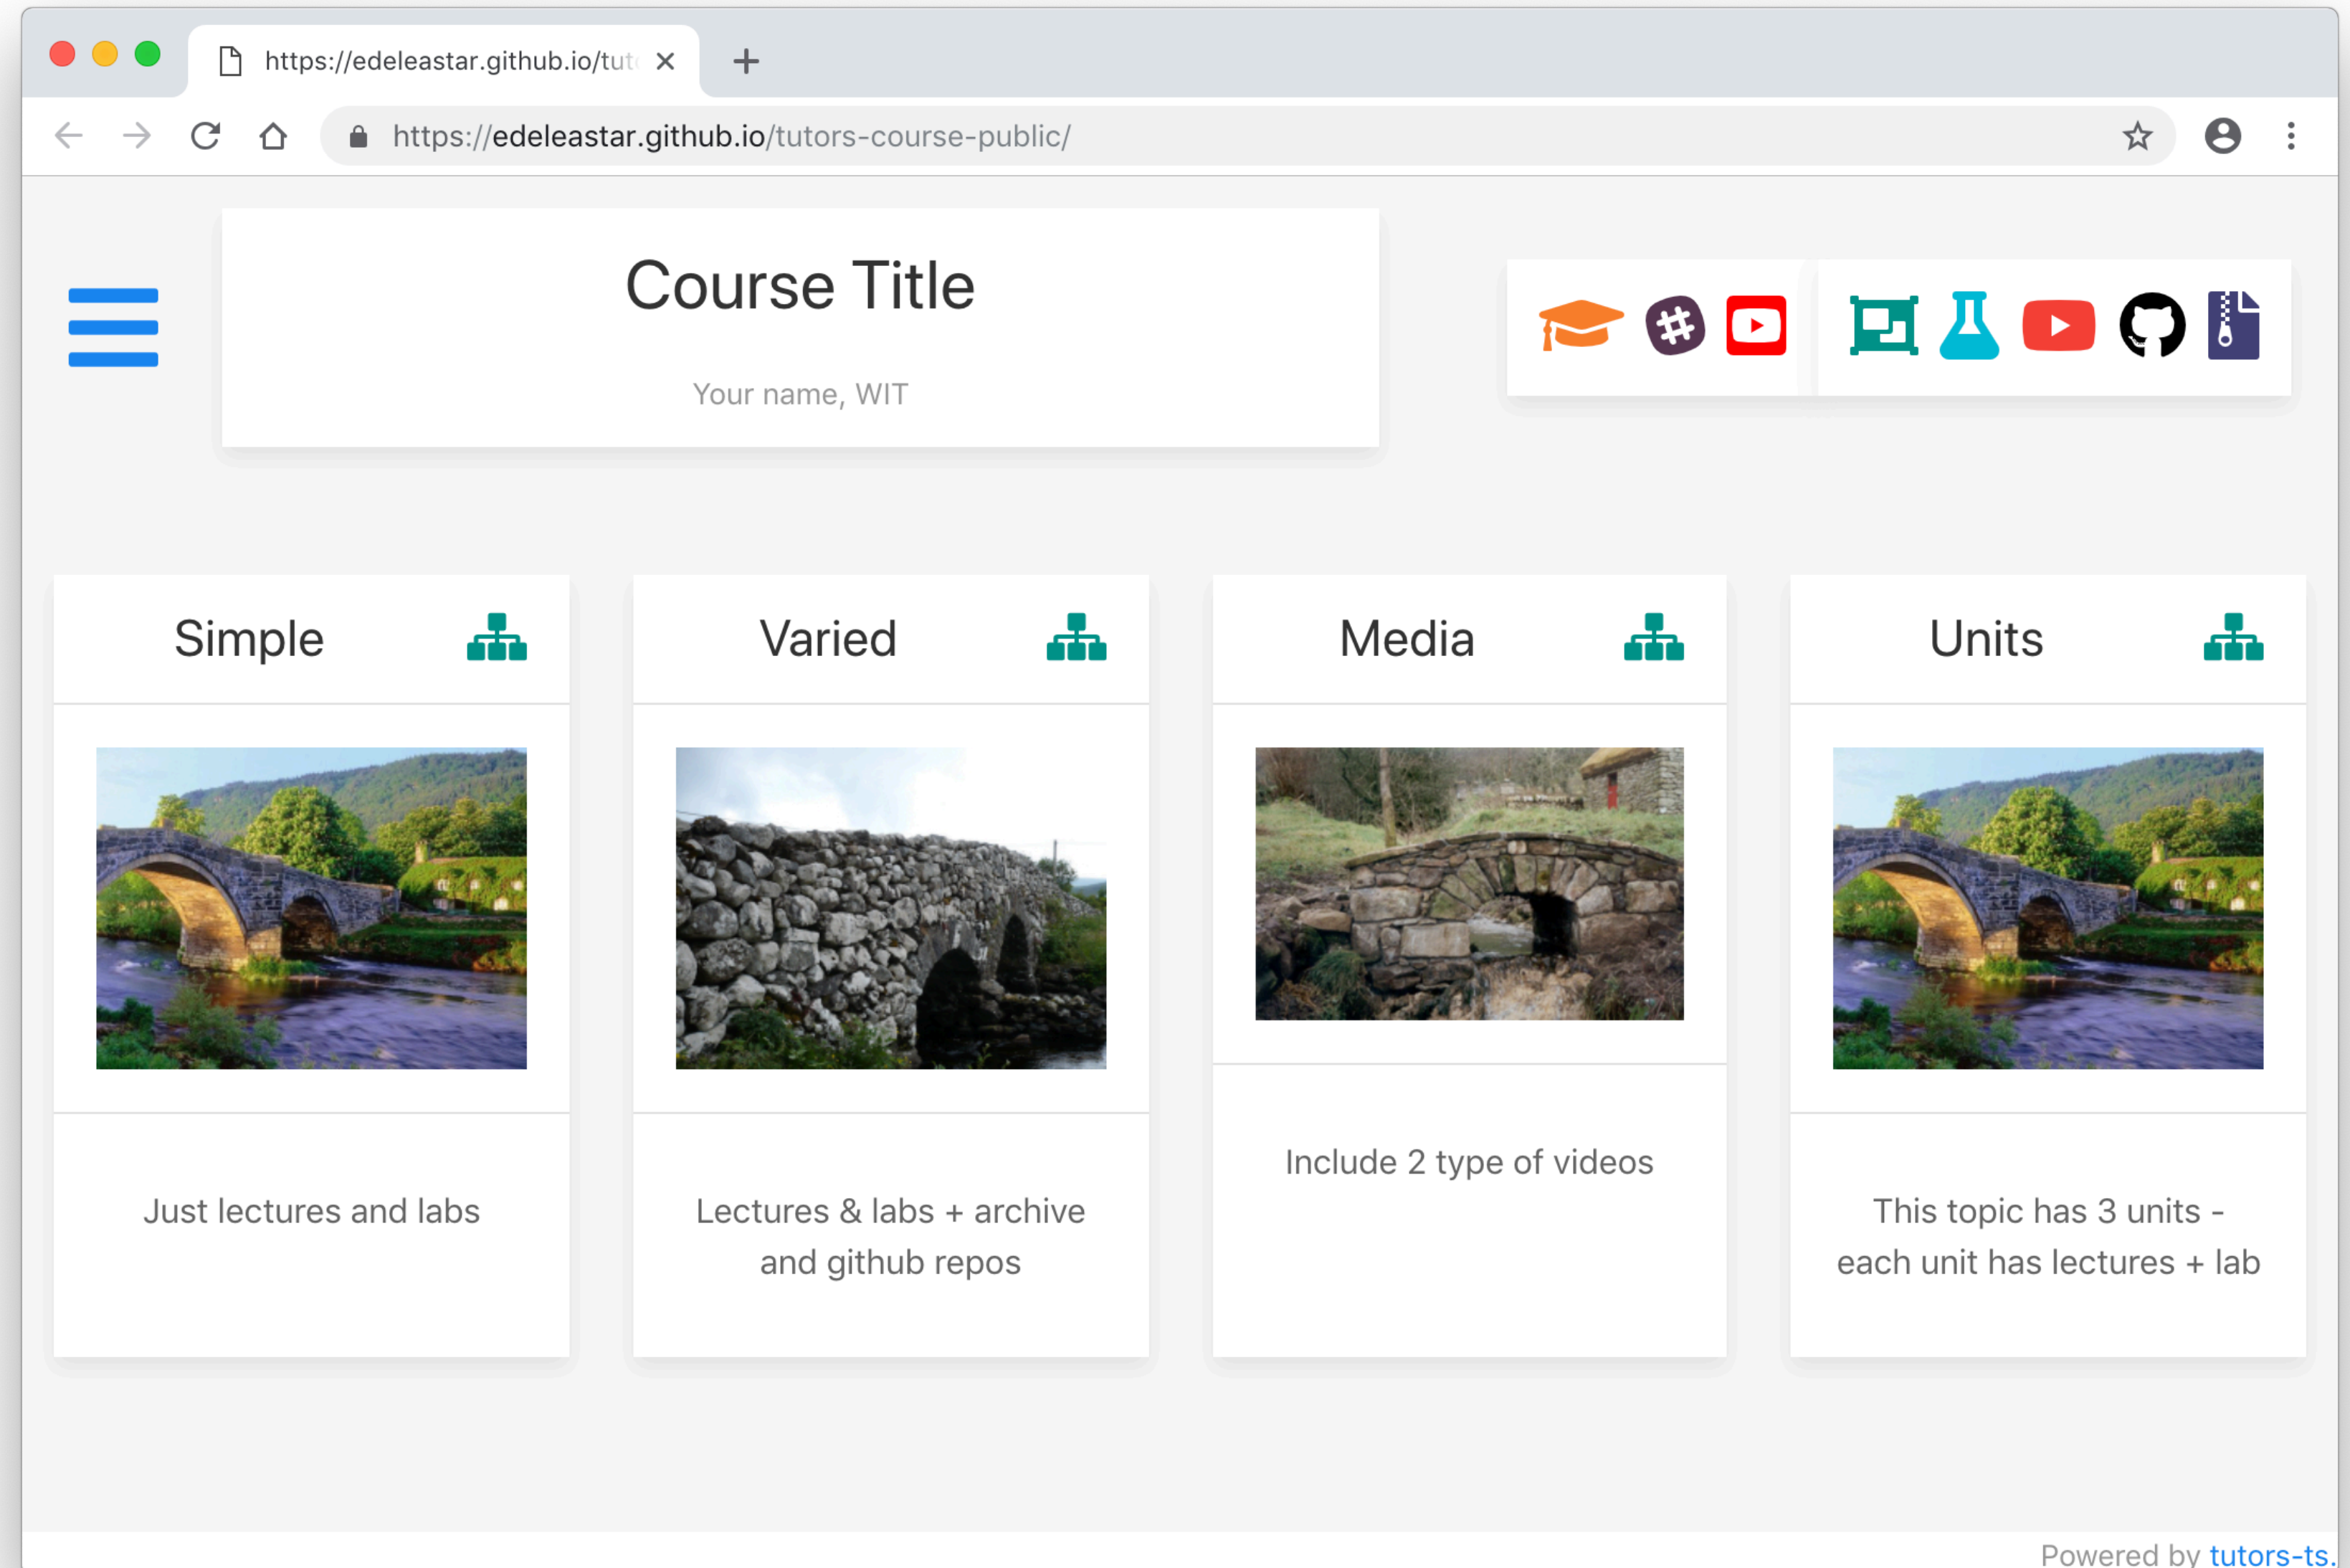 https://edeleastar.github.io/tut
https://edeleastar.github.io/tutors-course-public/
Course Title
Your name, WIT
Simple
Varied
Media
Units
Just lectures and labs
Lectures & labs + archive
and github repos
Include 2 type of videos
This topic has 3 units -
each unit has lectures + lab
Powered by tutors-ts.